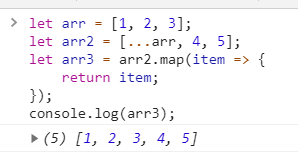 > let arr = [1, 2, 3];
let arr2 = [...arr, 4, 5];
let arr3 = arr2.map(item => {
    return item;
});
console.log(arr3);
▶ (5) [1, 2, 3, 4, 5]